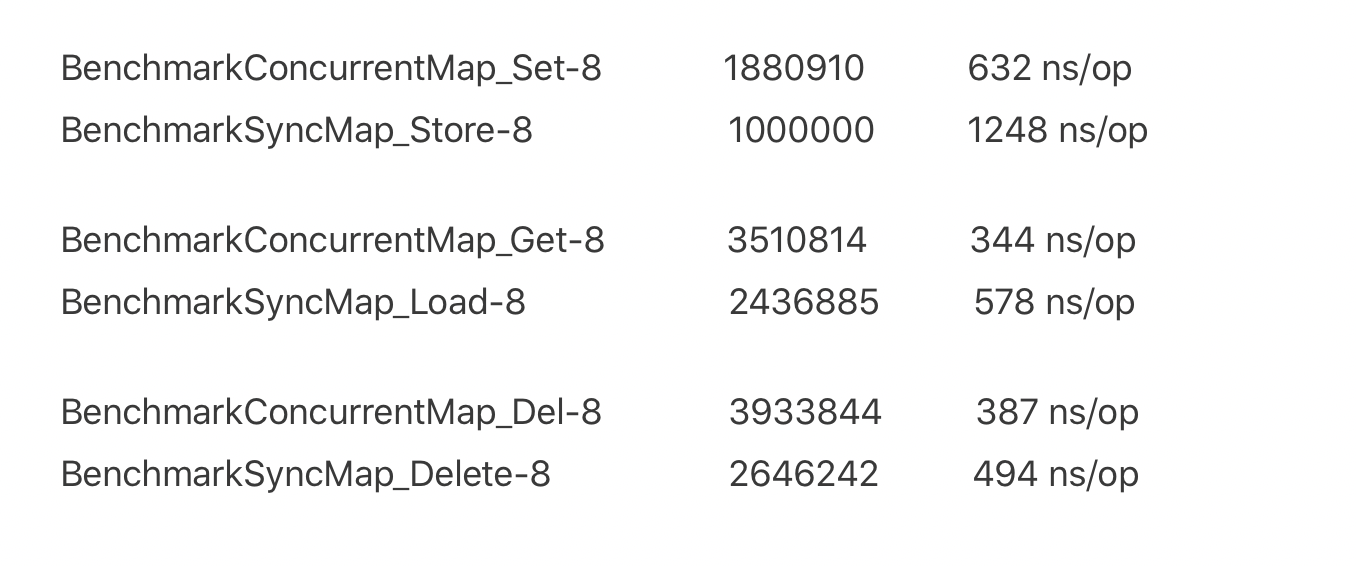 BenchmarkConcurrentMap_Set-8 1880910 632 ns/op
BenchmarkSyncMap_Store-8 1000000 1248 ns/op
BenchmarkConcurrentMap_Get-8 3510814 344 ns/op
BenchmarkSyncMap_Load-8 2436885 578 ns/op
BenchmarkConcurrentMap_Del-8 3933844 387 ns/op
BenchmarkSyncMap_Delete-8 2646242 494 ns/op